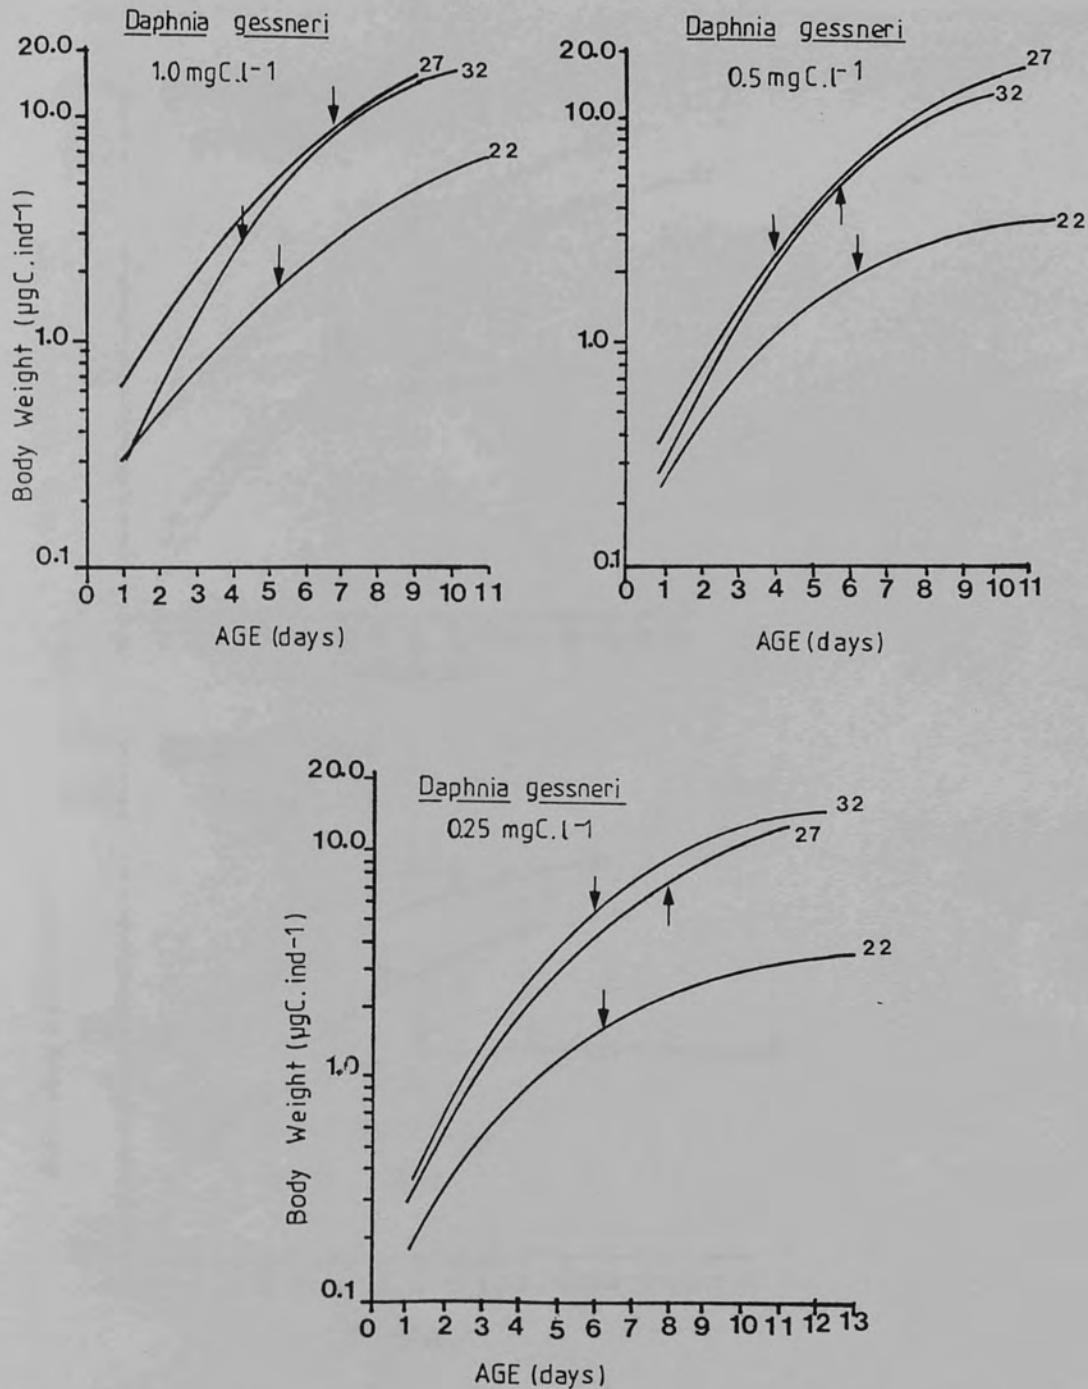 Daphnia gessneri
1.0 mgC.l-1
20.0
10.0
1.0
0.1
Body Weight (µgC.ind-1)
27
32
22
0 1 2 3 4 5 6 7 8 9 10 11
AGE (days)
Daphnia gessneri
0.5 mgC.l-1
20.0
10.0
1.0
0.1
27
32
22
0 1 2 3 4 5 6 7 8 9 10 11
AGE (days)
Daphnia gessneri
0.25 mgC.l-1
20.0
10.0
1.0
0.1
Body Weight (µgC.ind-1)
32
27
22
0 1 2 3 4 5 6 7 8 9 10 11 12 13
AGE (days)